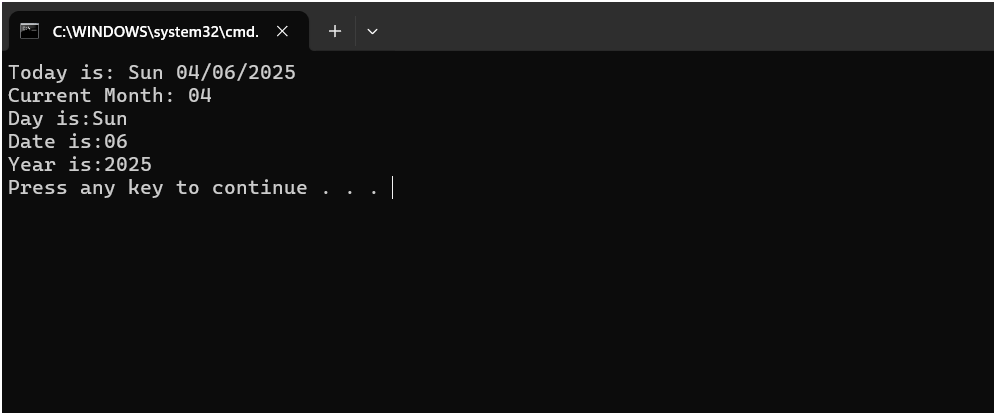 C:\WINDOWS\system32\cmd.
Today is: Sun 04/06/2025
Current Month: 04
Day is:Sun
Date is:06
Year is:2025
Press any key to continue . . .